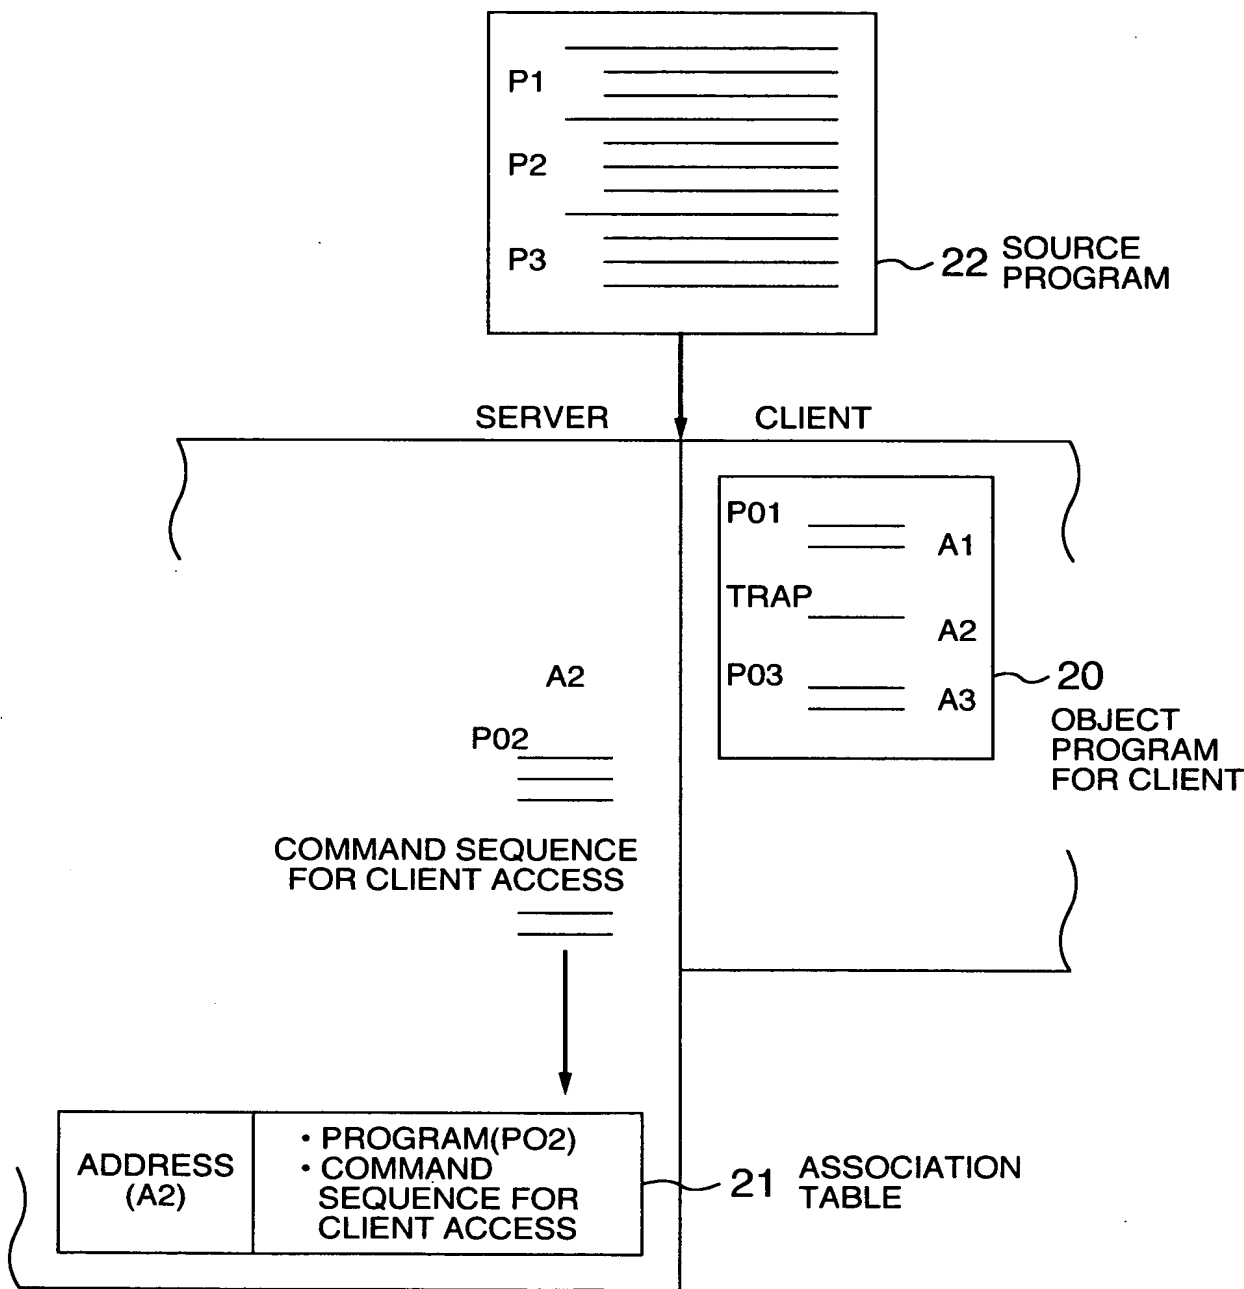 P1
P2
P3
22 SOURCE
PROGRAM
SERVER
CLIENT
P01
A1
TRAP
A2
P03
A3
20
OBJECT
PROGRAM
FOR CLIENT
A2
P02
COMMAND SEQUENCE
FOR CLIENT ACCESS
ADDRESS
(A2)
• PROGRAM(PO2)
• COMMAND
SEQUENCE FOR
CLIENT ACCESS
21 ASSOCIATION
TABLE